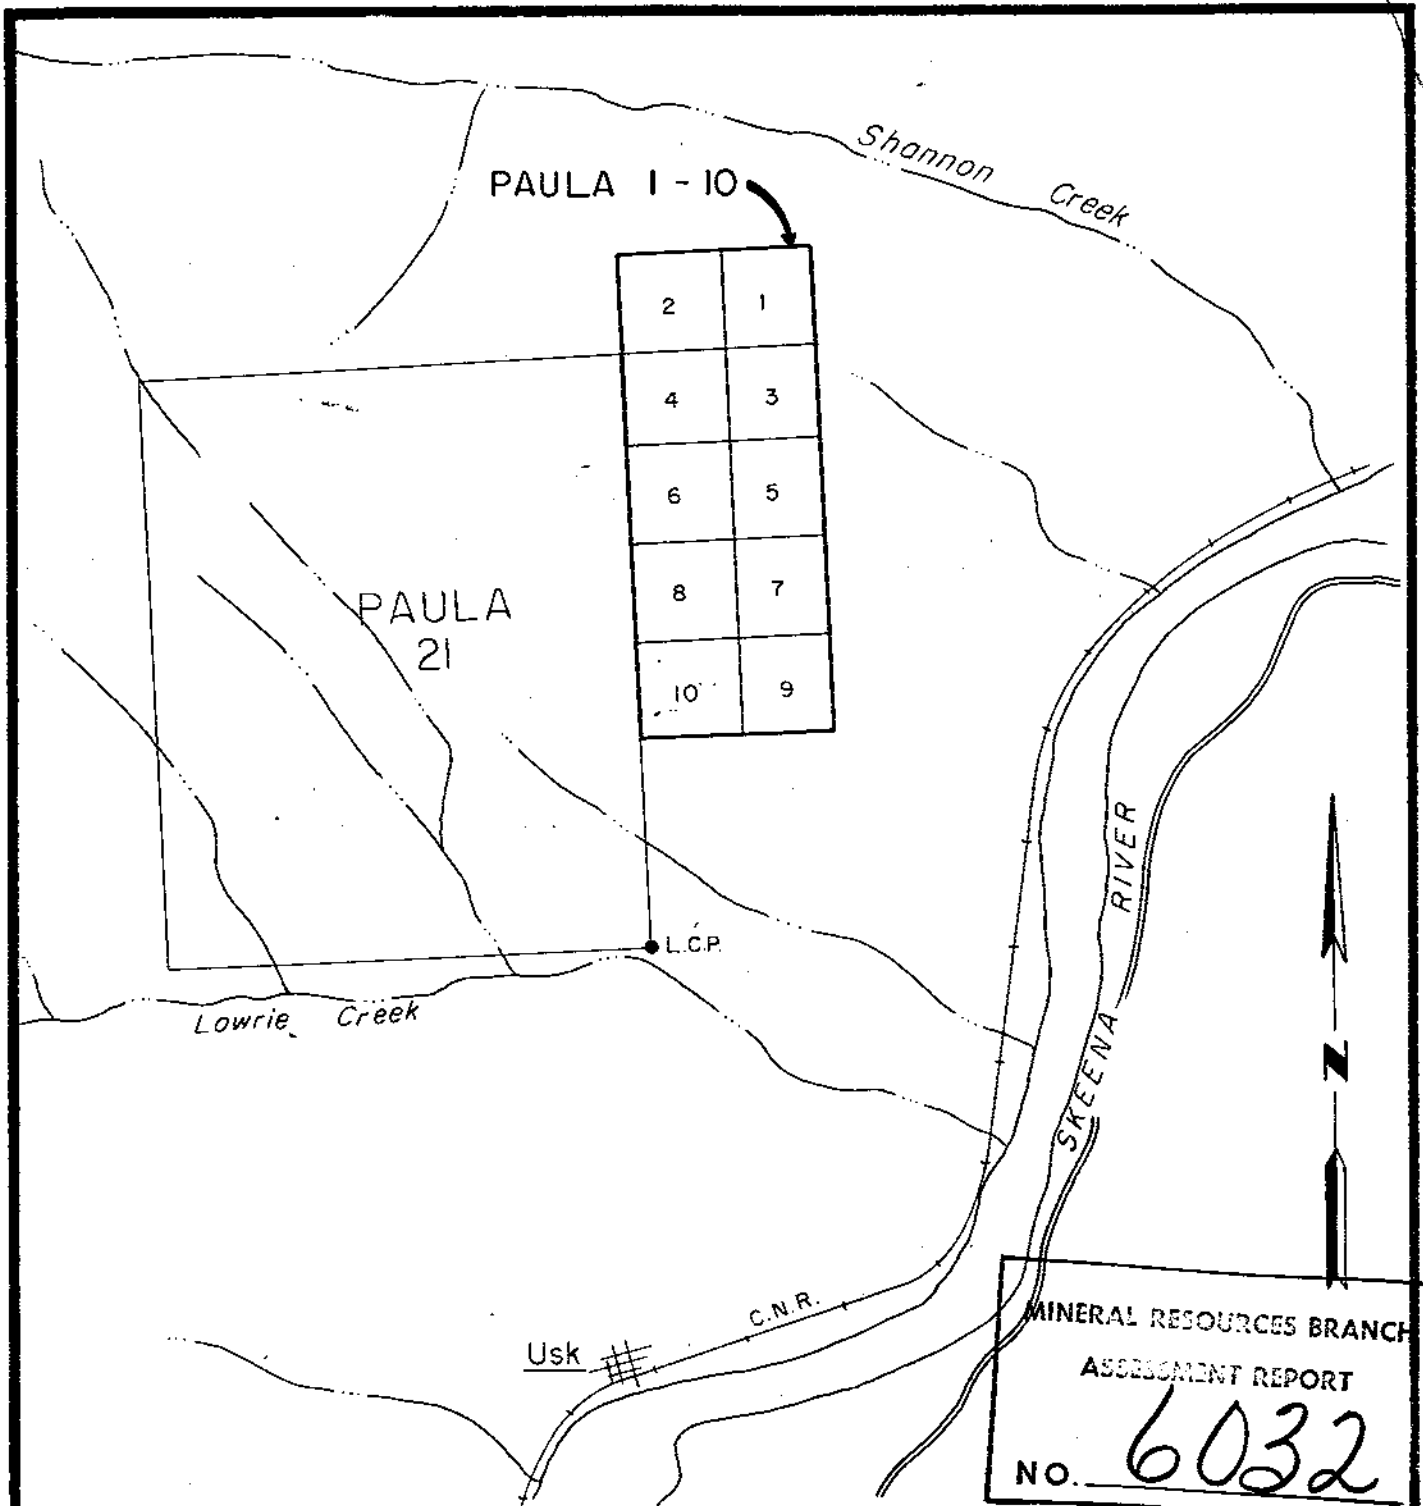 Shannon Creek
PAULA 1 - 10
2 1
4 3
6 5
8 7
10 9
PAULA
21
L.C.P.
Lowrie Creek
SKEENA RIVER
N
C.N.R.
Usk
MINERAL RESOURCES BRANCH
ASSESSMENT REPORT
NO. 6032